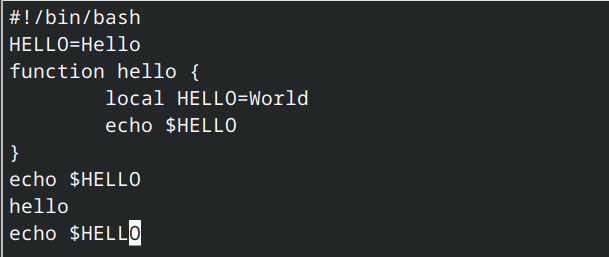 #!/bin/bash
HELLO=Hello
function hello {
        local HELLO=World
        echo $HELLO
}
echo $HELLO
hello
echo $HELLO